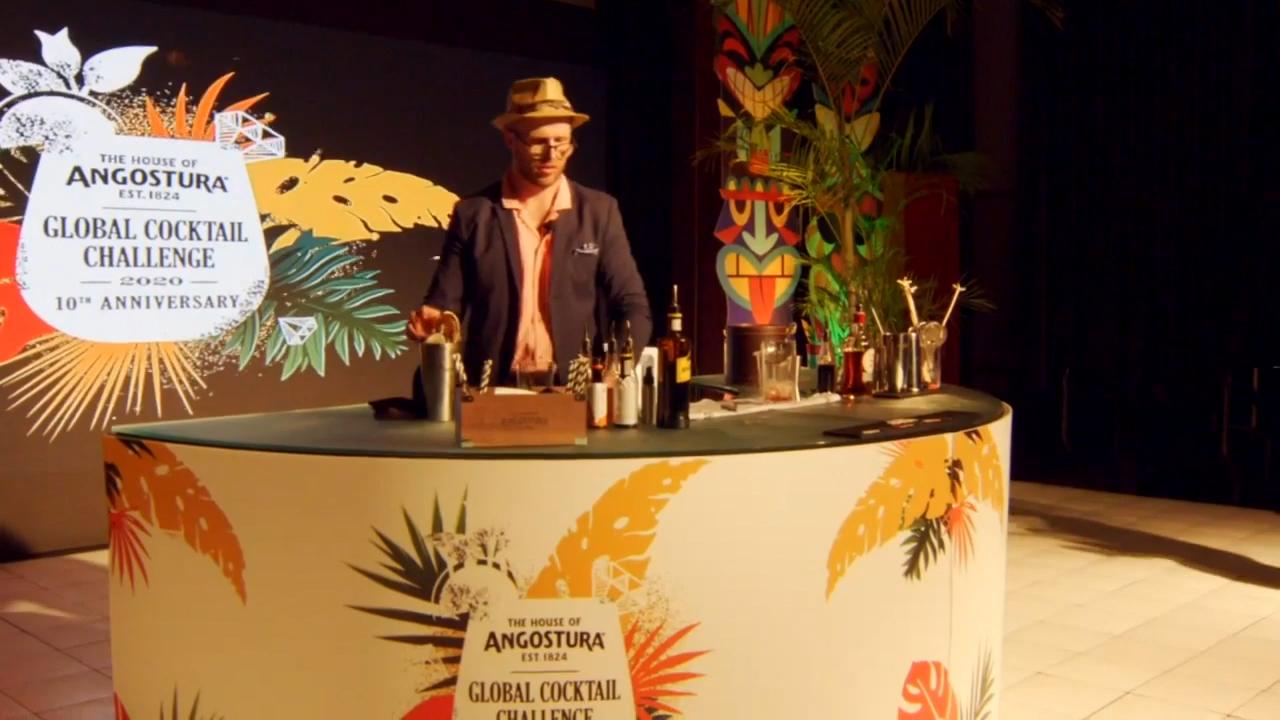 THE HOUSE OF
ANGOSTURA
EST. 1824
GLOBAL COCKTAIL
CHALLENGE
2020
10TH ANNIVERSARY
THE HOUSE OF
ANGOSTURA
EST. 1824
GLOBAL COCKTAIL
CHALLENGE